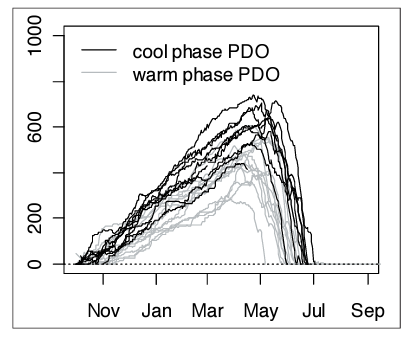 1000
cool phase PDO
warm phase PDO
600
200
0
Nov Jan Mar May Jul Sep